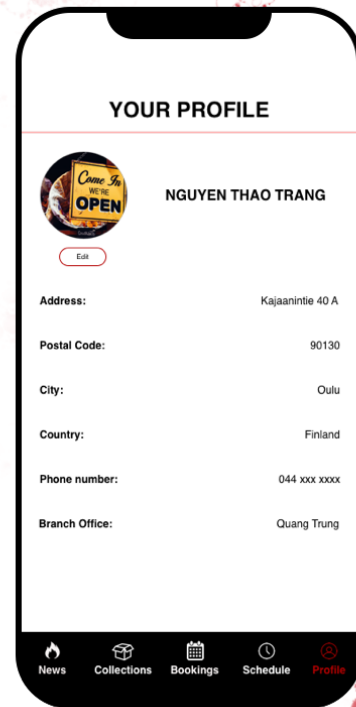 YOUR PROFILE
Come In
WE'RE
OPEN
NGUYEN THAO TRANG
Edit
Address: Kajaanintie 40 A
Postal Code: 90130
City: Oulu
Country: Finland
Phone number: 044 xxx xxxx
Branch Office: Quang Trung
News Collections Bookings Schedule Profile